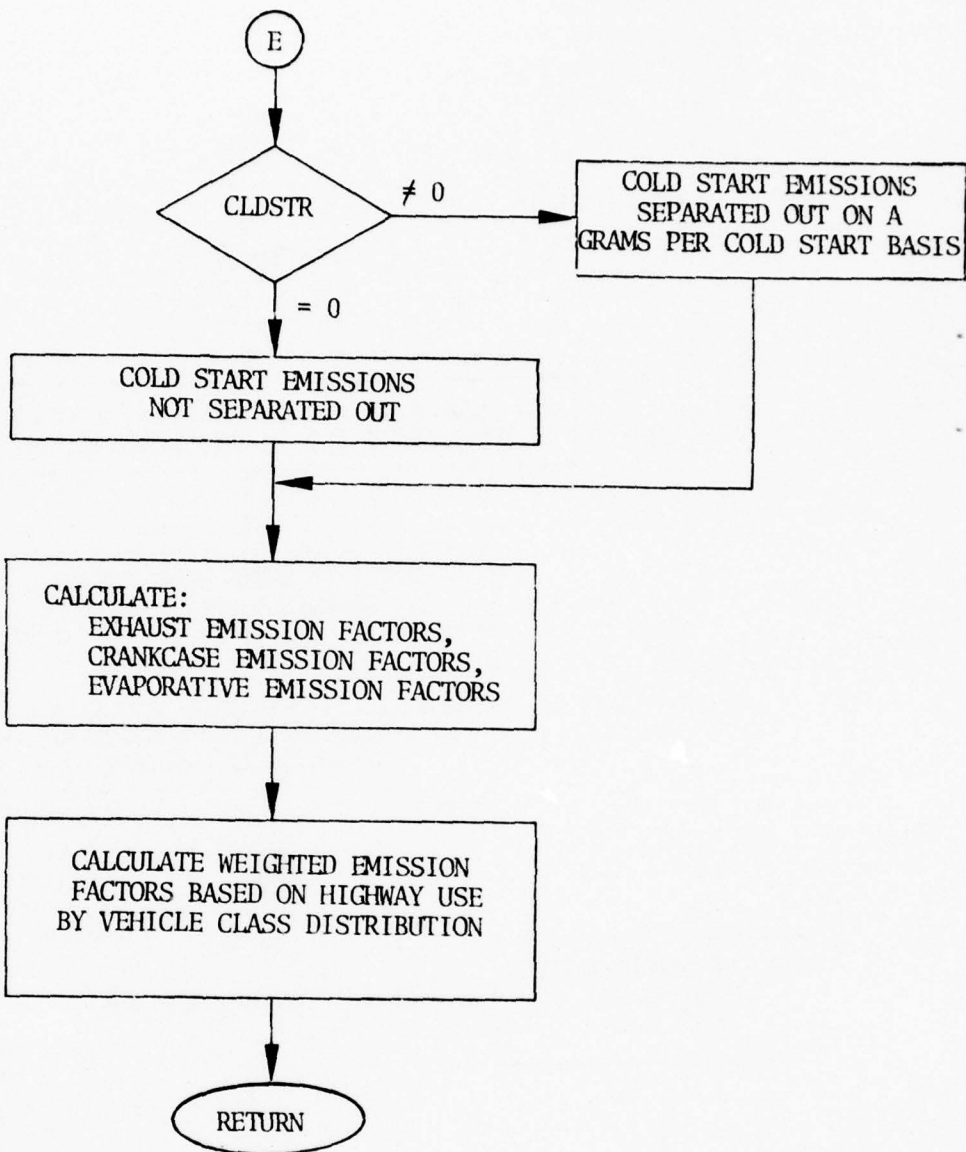 E
CLDSTR
≠ 0
COLD START EMISSIONS
SEPARATED OUT ON A
GRAMS PER COLD START BASIS
= 0
COLD START EMISSIONS
NOT SEPARATED OUT
CALCULATE:
EXHAUST EMISSION FACTORS,
CRANKCASE EMISSION FACTORS,
EVAPORATIVE EMISSION FACTORS
CALCULATE WEIGHTED EMISSION
FACTORS BASED ON HIGHWAY USE
BY VEHICLE CLASS DISTRIBUTION
RETURN